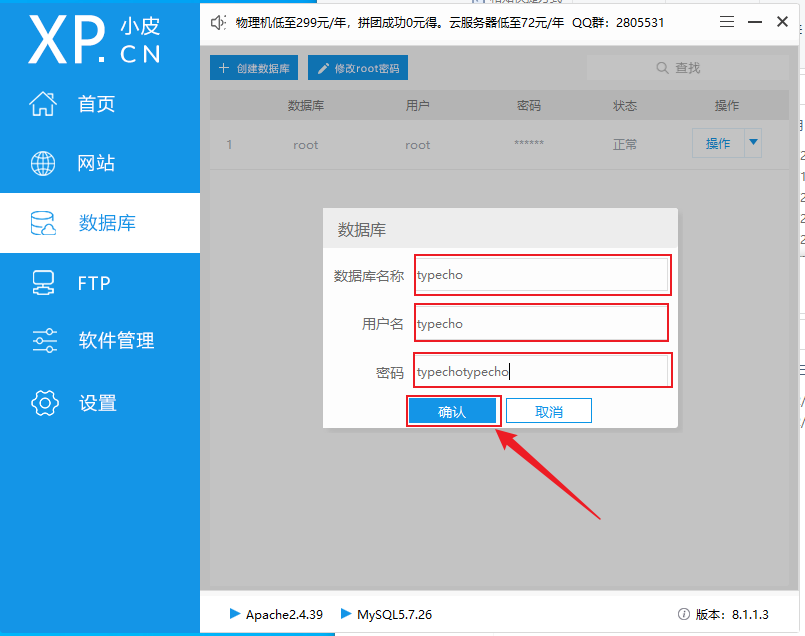 XP.CN 小皮
物理机低至299元/年，拼团成功0元得。云服务器低至72元/年 QQ群：2805531
首页
网站
数据库
FTP
软件管理
设置
创建数据库 修改root密码 查找
数据库 用户 密码 状态 操作
1 root root ****** 正常 操作
数据库
数据库名称 typecho
用户名 typecho
密码 typechotypecho
确认 取消
Apache2.4.39 MySQL5.7.26 版本：8.1.1.3